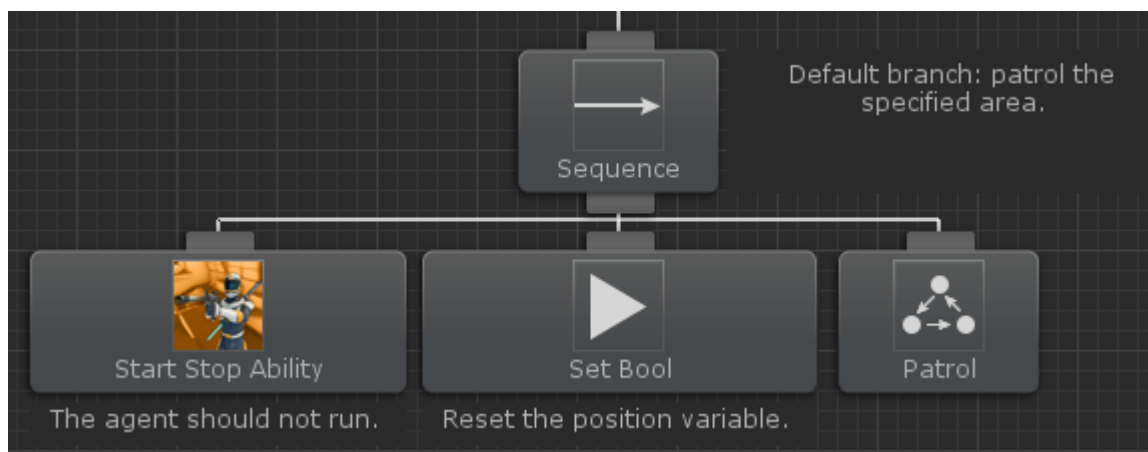 Default branch: patrol the
specified area.
Sequence
Start Stop Ability
Set Bool
Patrol
The agent should not run.
Reset the position variable.